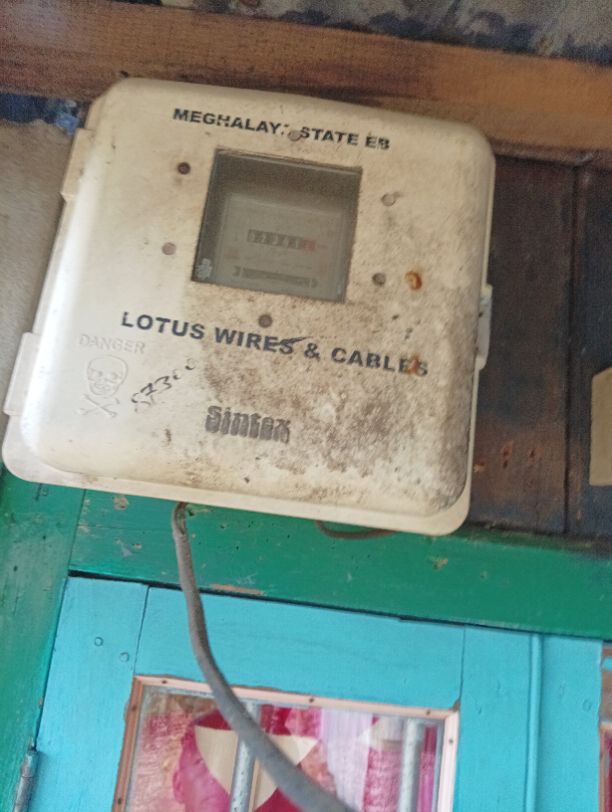 MEGHALAYA STATE EB
LOTUS WIRES & CABLES
DANGER
Sintex